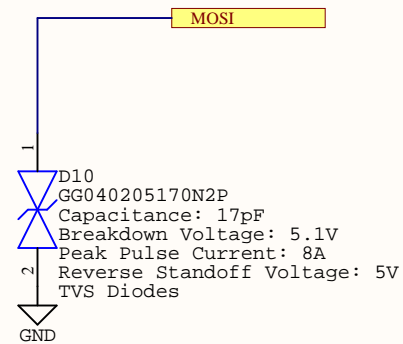 MOSI
1
D10
GG040205170N2P
Capacitance: 17pF
Breakdown Voltage: 5.1V
Peak Pulse Current: 8A
2
Reverse Standoff Voltage: 5V
TVS Diodes
GND